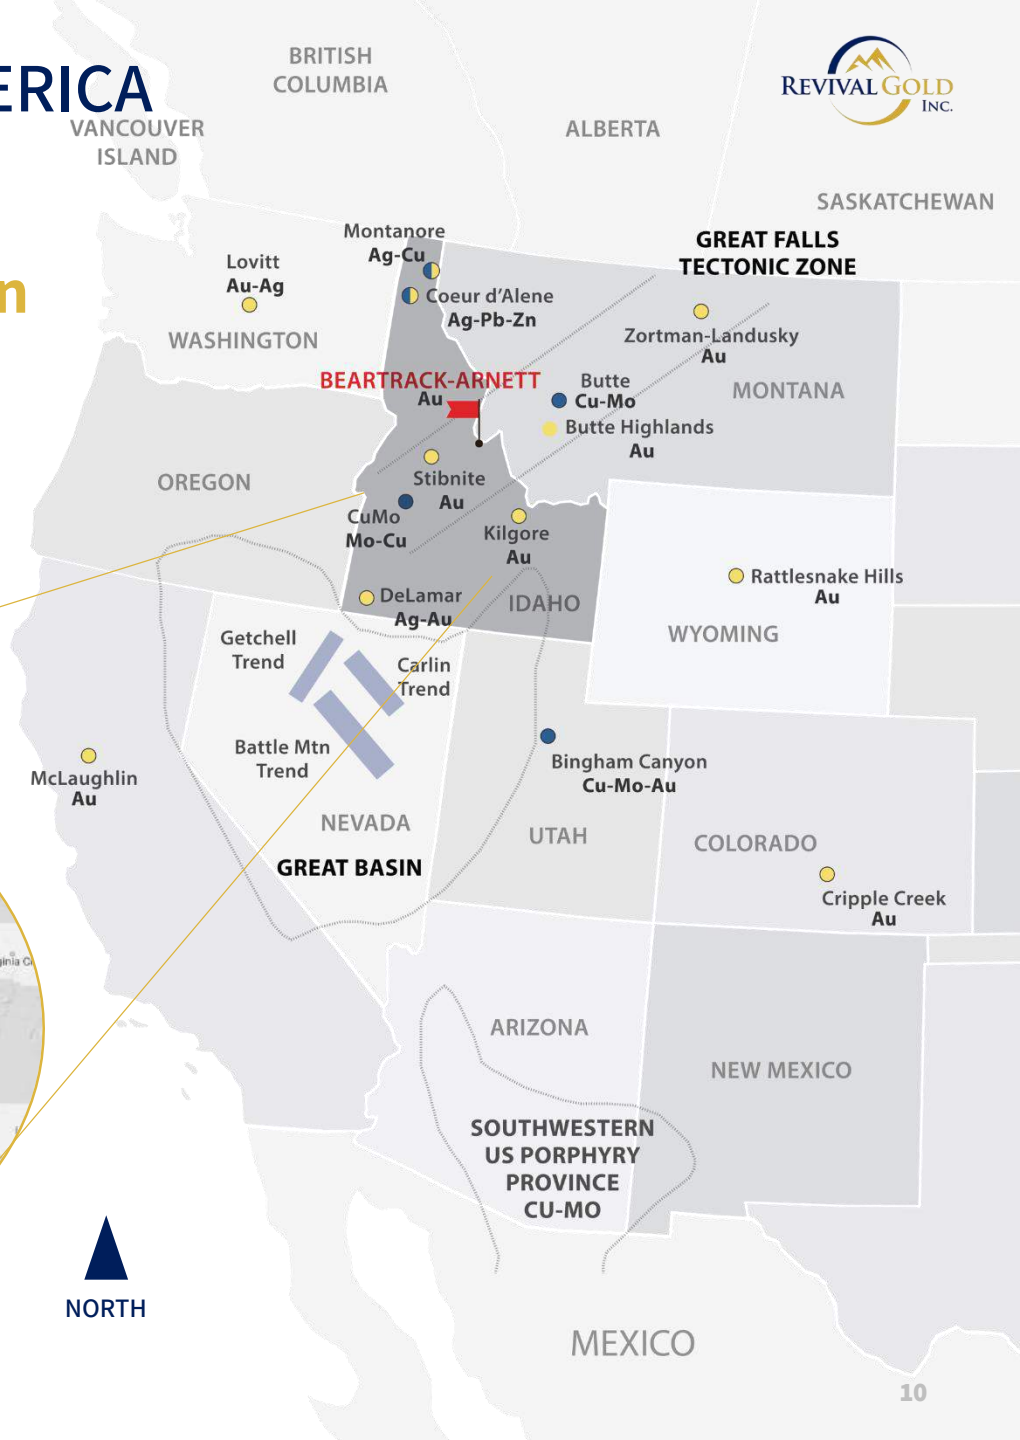 ERICA
BRITISH
COLUMBIA
REVIVAL GOLD
INC.
VANCOUVER
ISLAND
ALBERTA
SASKATCHEWAN
n
Montanore
Ag-Cu
GREAT FALLS
TECTONIC ZONE
Lovitt
Au-Ag
Coeur d'Alene
Ag-Pb-Zn
WASHINGTON
Zortman-Landusky
Au
BEARTRACK-ARNETT
Au
Butte
Cu-Mo
MONTANA
Butte Highlands
Au
OREGON
Stibnite
Au
CuMo
Mo-Cu
Kilgore
Au
Rattlesnake Hills
Au
DeLamar
Ag-Au
IDAHO
WYOMING
Getchell
Trend
Carlin
Trend
Battle Mtn
Trend
Bingham Canyon
Cu-Mo-Au
McLaughlin
Au
NEVADA
UTAH
COLORADO
GREAT BASIN
Cripple Creek
Au
ginia Ci
ARIZONA
NEW MEXICO
SOUTHWESTERN
US PORPHYRY
PROVINCE
CU-MO
NORTH
MEXICO
10